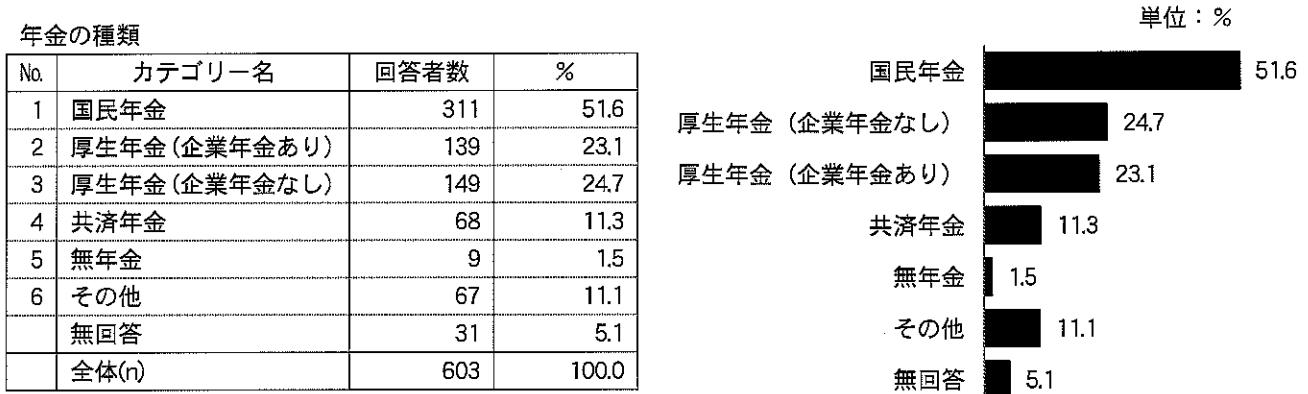 年金の種類
No. カテゴリー名 回答者数 %
1 国民年金 311 51.6
2 厚生年金(企業年金あり) 139 23.1
3 厚生年金(企業年金なし) 149 24.7
4 共済年金 68 11.3
5 無年金 9 1.5
6 その他 67 11.1
無回答 31 5.1
全体(n) 603 100.0
単位：%
国民年金 51.6
厚生年金（企業年金なし） 24.7
厚生年金（企業年金あり） 23.1
共済年金 11.3
無年金 1.5
その他 11.1
無回答 5.1